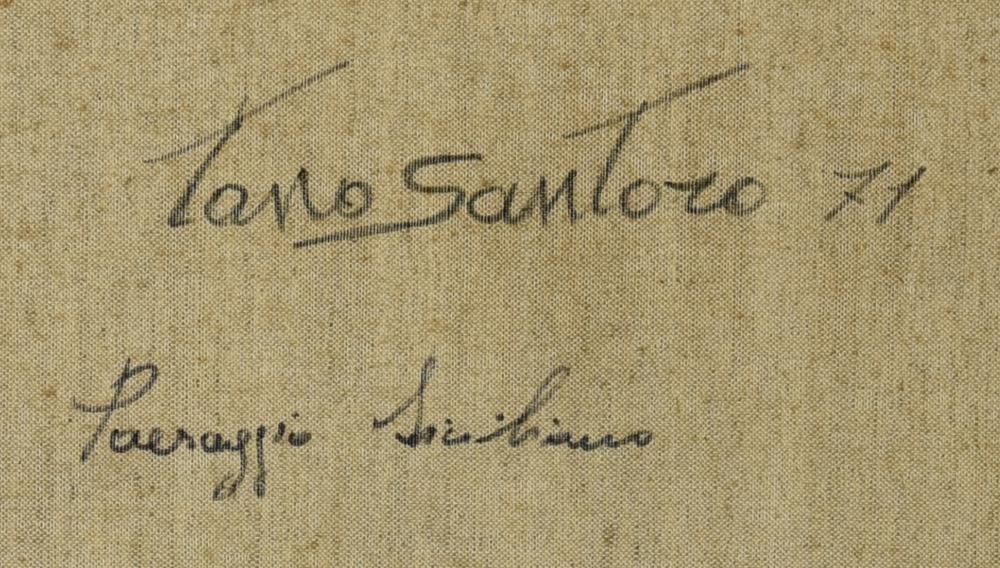 Tano Santoro 71
Paesaggio Siciliano